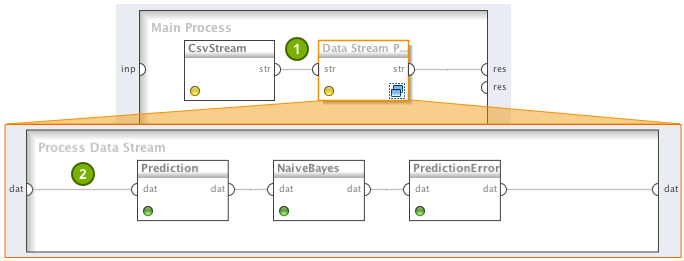 Main Process
CsvStream
1
Data Stream P...
inp
str
str
str
res
res
Process Data Stream
2
Prediction
NaiveBayes
PredictionError
dat
dat
dat
dat
dat
dat
dat
dat